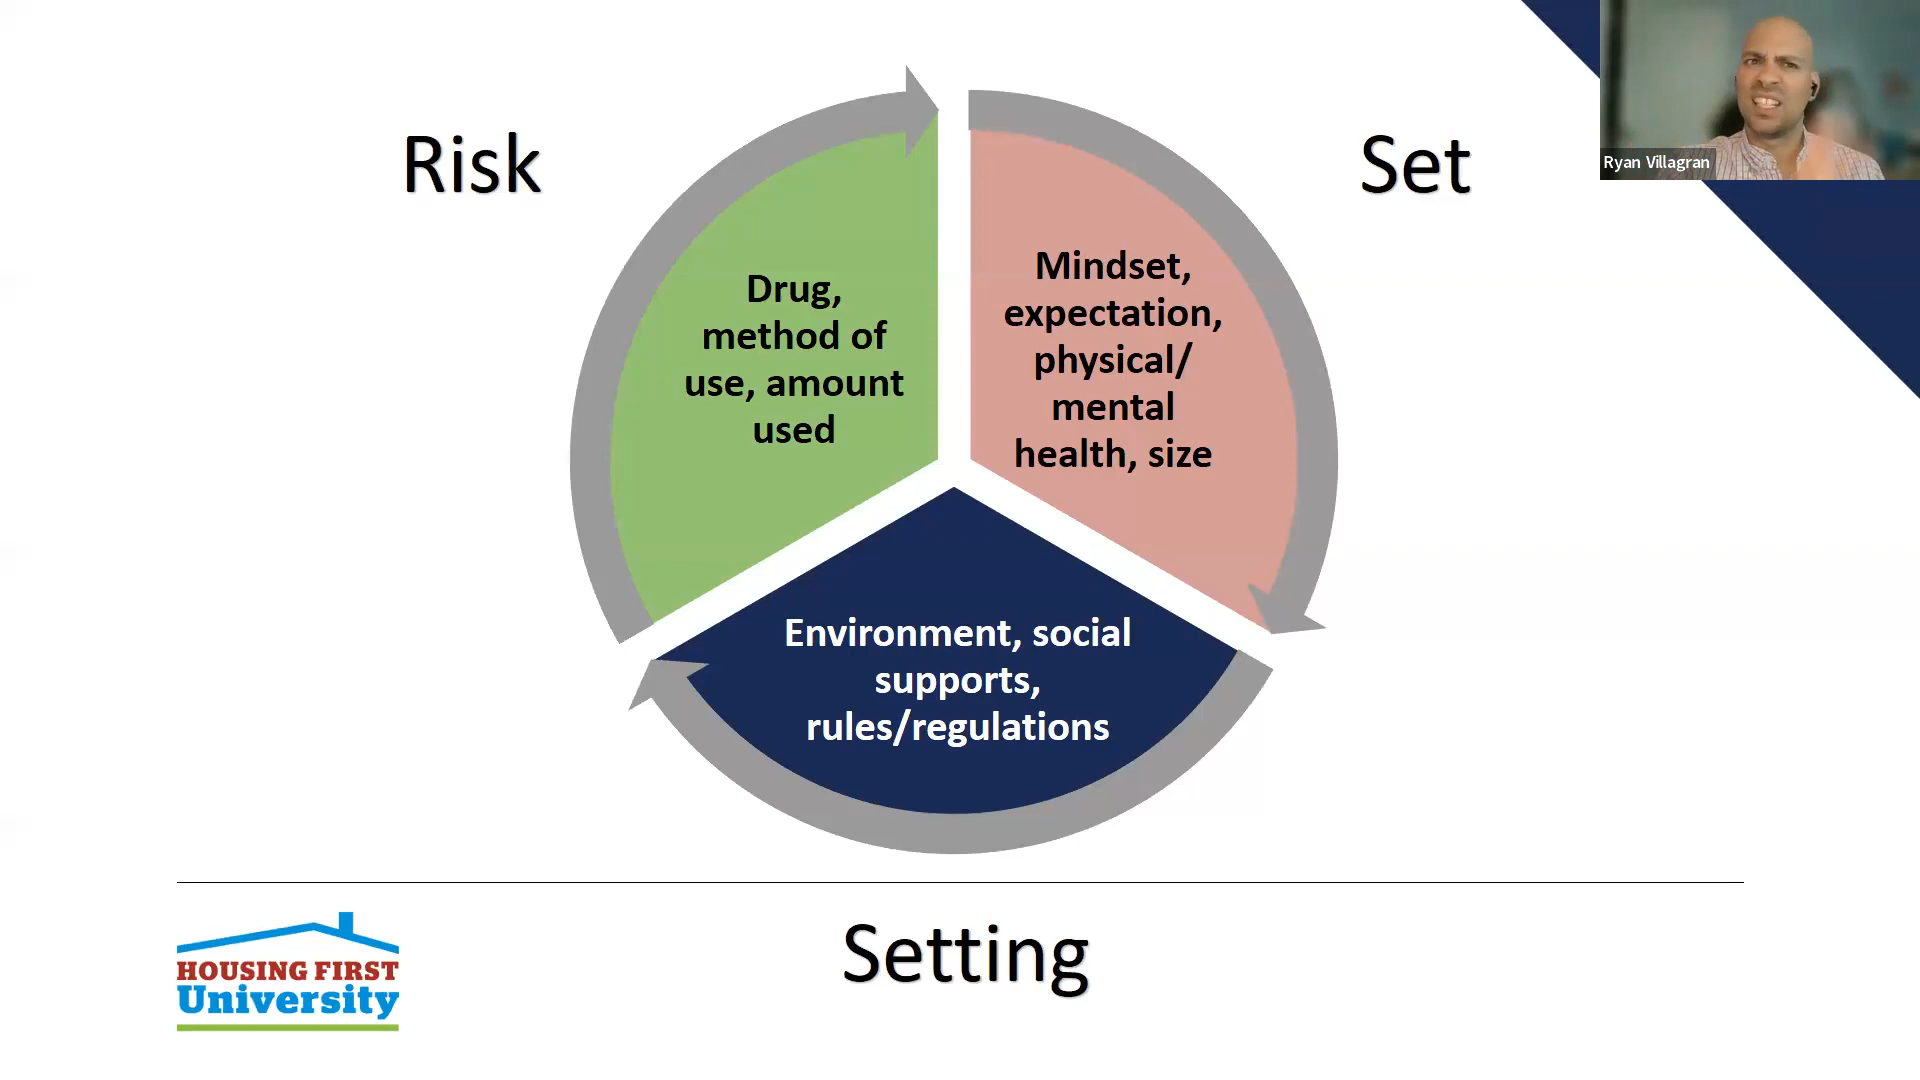 Risk
Set
Ryan Villagran
Drug,
method of
use, amount
used
Mindset,
expectation,
physical/
mental
health, size
Environment, social
supports,
rules/regulations
Setting
HOUSING FIRST
University